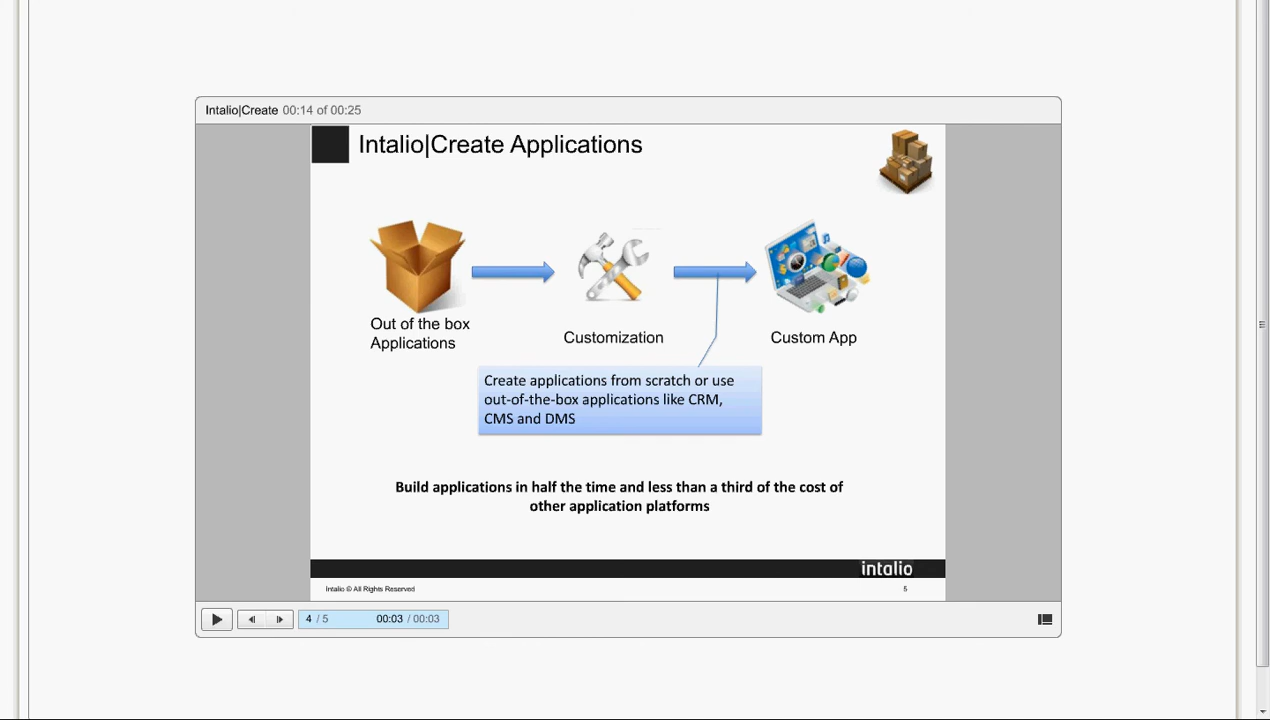 Intalio|Create 00:14 of 00:25
Intalio|Create Applications
Out of the box
Applications
Customization
Custom App
Create applications from scratch or use
out-of-the-box applications like CRM,
CMS and DMS
Build applications in half the time and less than a third of the cost of
other application platforms
intalio
Intalio © All Rights Reserved
5
4 / 5
00:03 / 00:03